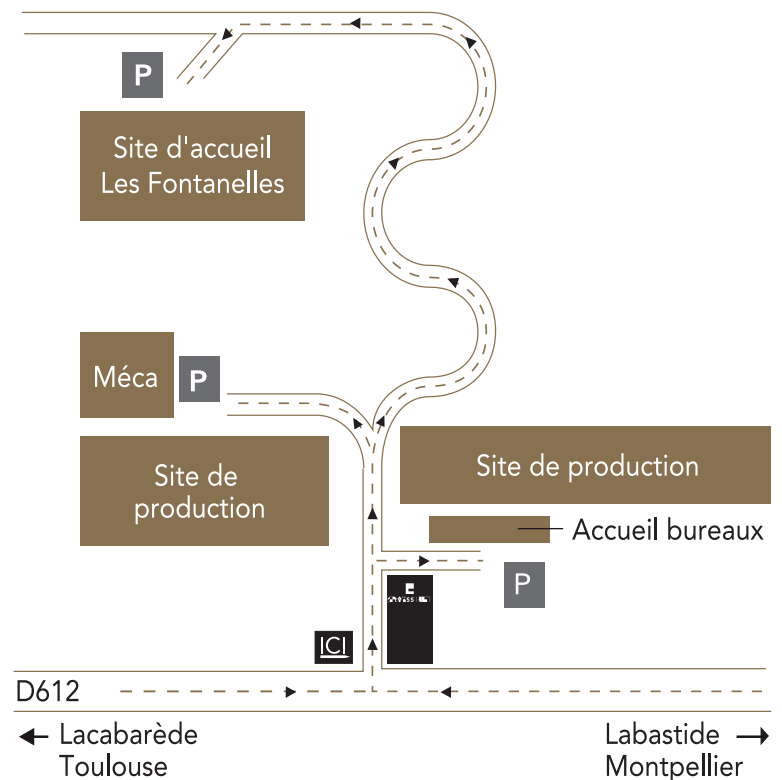 P
Site d'accueil
Les Fontanelles
Méca
P
Site de
production
Site de production
Accueil bureaux
P
ICI
D612
← Lacabarède
Toulouse
Labastide →
Montpellier